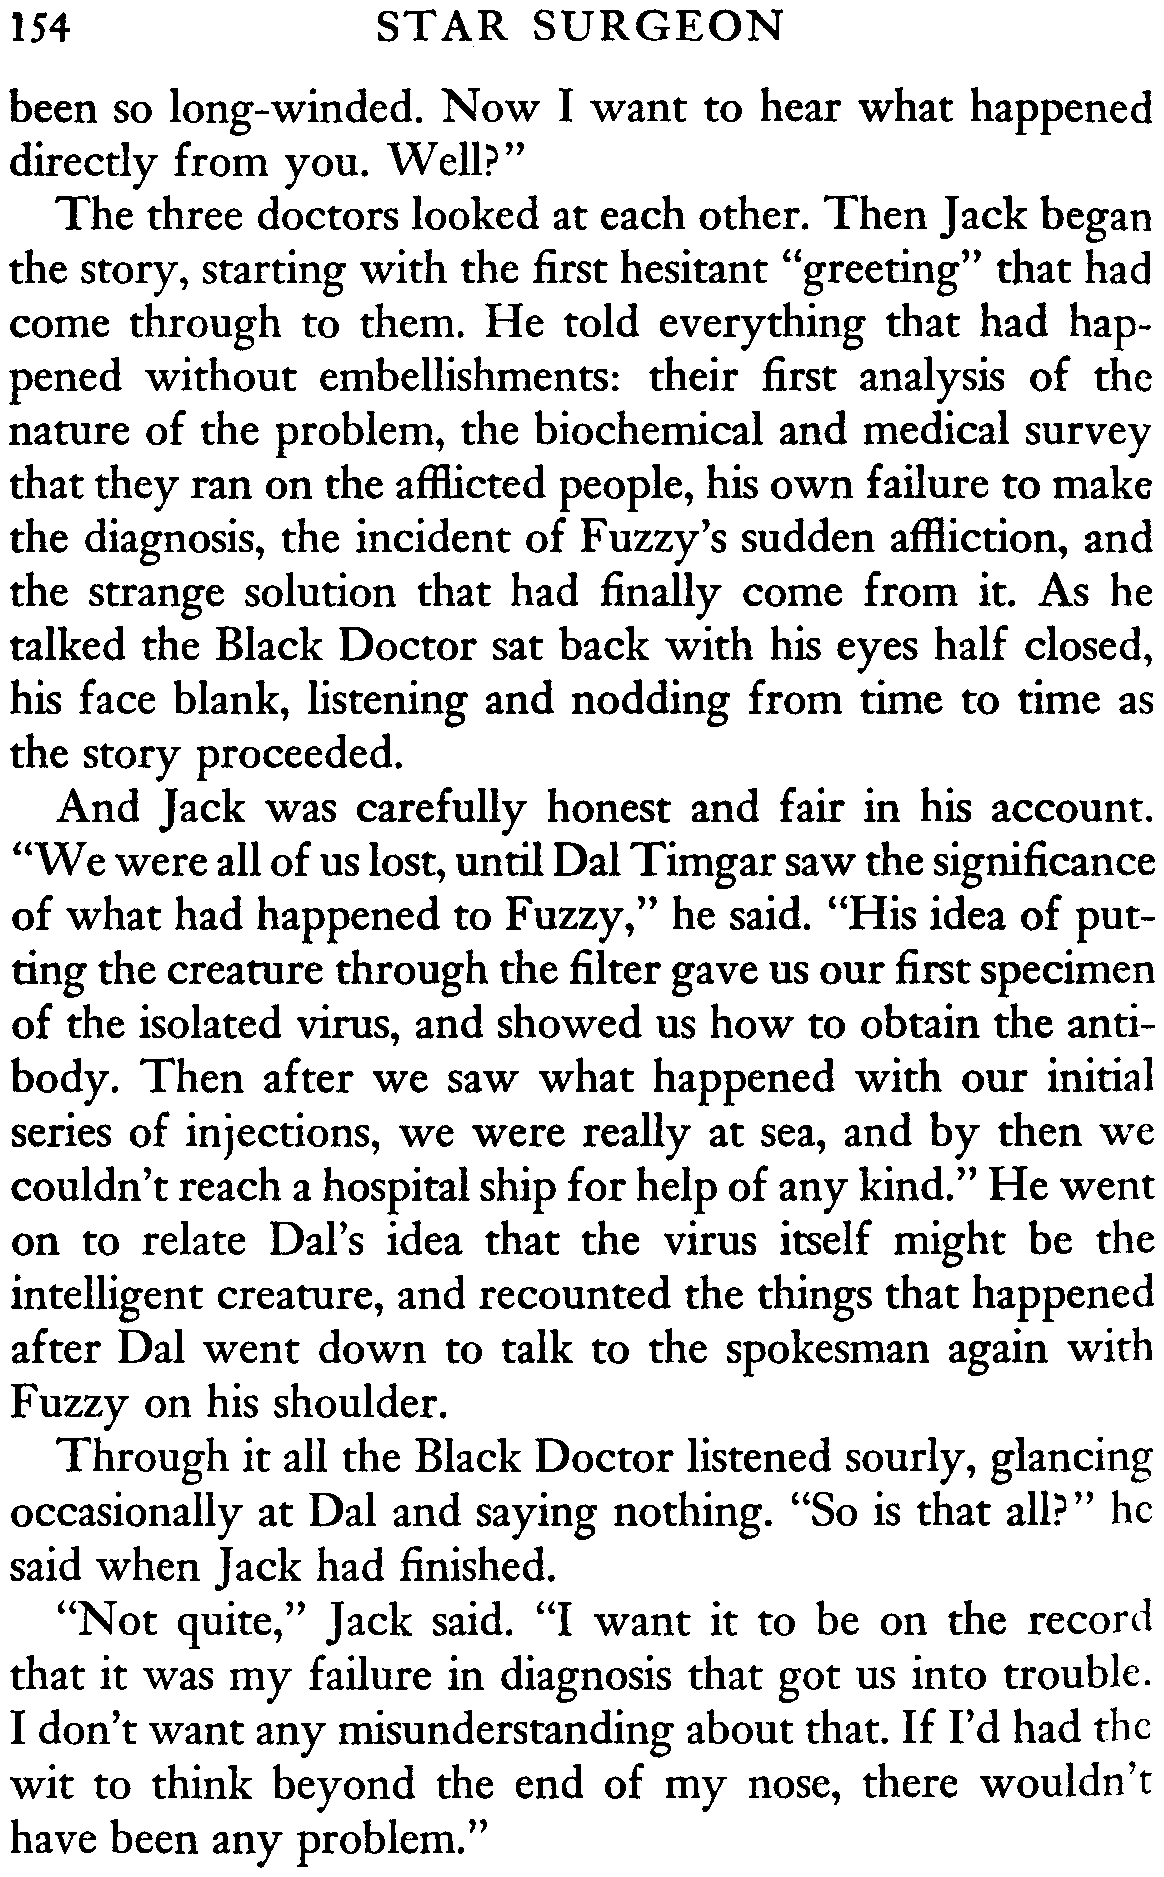 154 STAR SURGEON
been so long-winded. Now I want to hear what happened
directly from you. Well?”
The three doctors looked at each other. Then Jack began
the story, starting with the first hesitant “greeting” that had
come through to them. He told everything that had hap-
pened without embellishments: their first analysis of the
nature of the problem, the biochemical and medical survey
that they ran on the afflicted people, his own failure to make
the diagnosis, the incident of Fuzzy’s sudden affliction, and
the strange solution that had finally come from it. As he
talked the Black Doctor sat back with his eyes half closed,
his face blank, listening and nodding from time to time as
the story proceeded.
And Jack was carefully honest and fair in his account.
“We were all of us lost, until Dal Timgar saw the significance
of what had happened to Fuzzy,” he said. “His idea of put-
ting the creature through the filter gave us our first specimen
of the isolated virus, and showed us how to obtain the anti-
body. Then after we saw what happened with our initial
series of injections, we were really at sea, and by then we
couldn’t reach a hospital ship for help of any kind.” He went
on to relate Dal’s idea that the virus itself might be the
intelligent creature, and recounted the things that happened
after Dal went down to talk to the spokesman again with
Fuzzy on his shoulder.
Through it all the Black Doctor listened sourly, glancing
occasionally at Dal and saying nothing. “So is that all?” he
said when Jack had finished.
“Not quite,” Jack said. “I want it to be on the record
that it was my failure in diagnosis that got us into trouble.
I don’t want any misunderstanding about that. If I’d had the
wit to think beyond the end of my nose, there wouldn’t
have been any problem.”